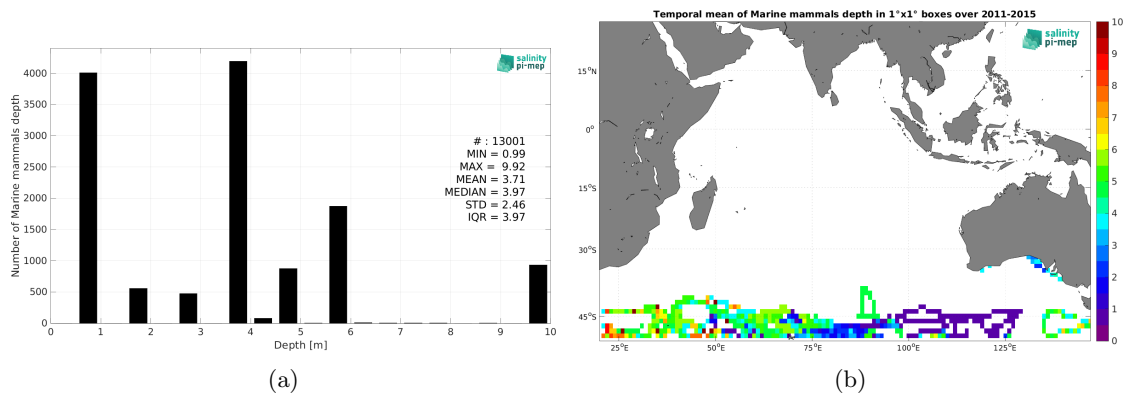 salinity
pi-mep
4000
3500
3000
2500
2000
1500
1000
500
0
Number of Marine mammals depth
# : 13001
MIN = 0.99
MAX = 9.92
MEAN = 3.71
MEDIAN = 3.97
STD = 2.46
IQR = 3.97
0 1 2 3 4 5 6 7 8 9 10
Depth [m]
(a)
Temporal mean of Marine mammals depth in 1°x1° boxes over 2011-2015
salinity
pi-mep
15°N
0°
15°S
30°S
45°S
25°E 50°E 75°E 100°E 125°E
10
9
8
7
6
5
4
3
2
1
0
(b)